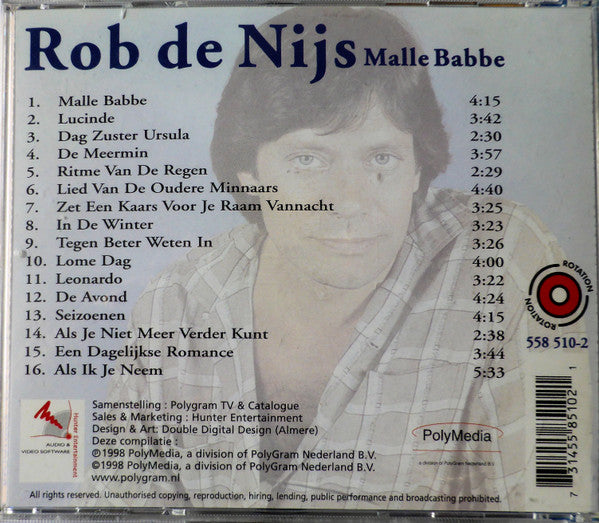 Rob de Nijs Malle Babbe
1. Malle Babbe 4:15
2. Lucinde 3:42
3. Dag Zuster Ursula 2:30
4. De Meermin 3:57
5. Ritme Van De Regen 2:29
6. Lied Van De Oudere Minnaars 4:40
7. Zet Een Kaars Voor Je Raam Vannacht 3:25
8. In De Winter 3:23
9. Tegen Beter Weten In 3:26
10. Lome Dag 4:00
11. Leonardo 3:22
12. De Avond 4:24
13. Seizoenen 4:15
14. Als Je Niet Meer Verder Kunt 2:38
15. Een Dagelijkse Romance 3:44
16. Als Ik Je Neem 5:33
ROTATION
ROTATION
558 510-2
AUDIO &
VIDEO SOFTWARE
Hunter Entertainment
Samenstelling : Polygram TV & Catalogue
Sales & Marketing : Hunter Entertainment
Design & Art: Double Digital Design (Almere)
Deze compilatie :
℗1998 PolyMedia, a division of PolyGram Nederland B.V.
©1998 PolyMedia, a division of PolyGram Nederland B.V.
www.polygram.nl
PolyMedia
a division of PolyGram Nederland B.V.
7 31455 85102 1
All rights reserved. Unauthorised copying, reproduction, hiring, lending, public performance and broadcasting prohibited.